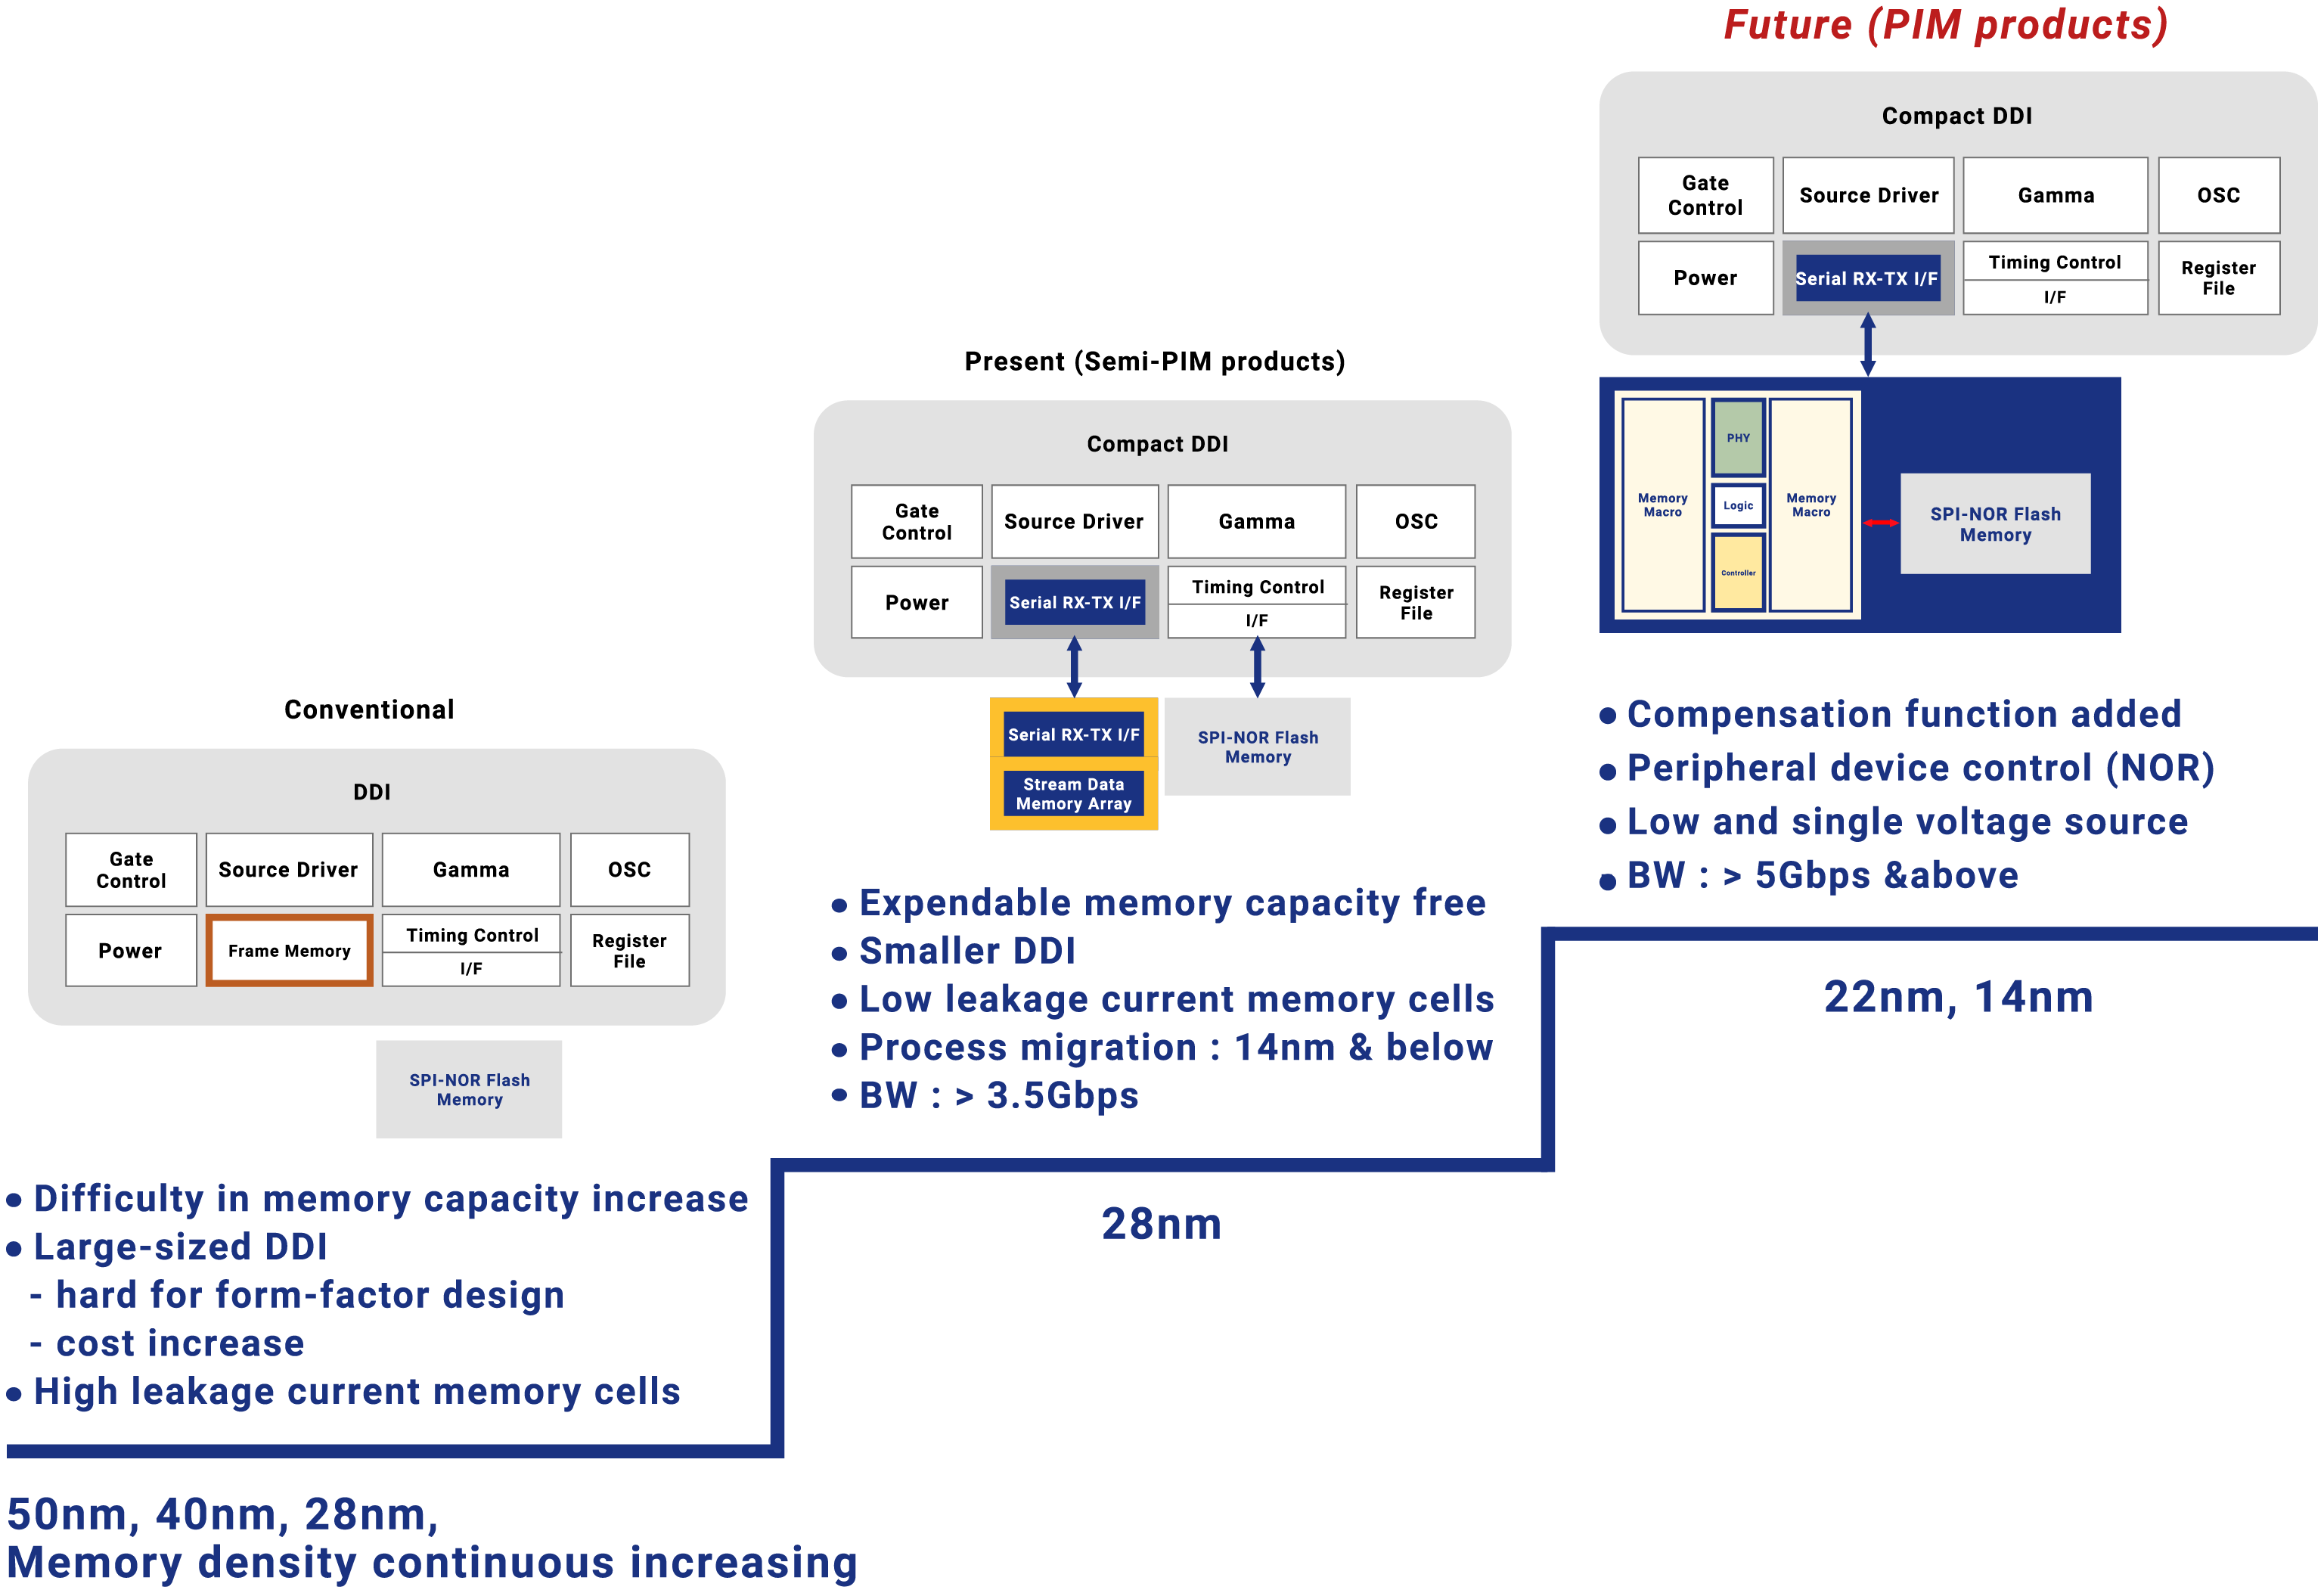 Future (PIM products)
Compact DDI
Gate
Control
Source Driver
Gamma
OSC
Power
Serial RX-TX I/F
Timing Control
I/F
Register
File
Memory
Macro
PHY
Logic
Controller
Memory
Macro
SPI-NOR Flash
Memory
• Compensation function added
• Peripheral device control (NOR)
• Low and single voltage source
• BW : > 5Gbps &above
22nm, 14nm
Present (Semi-PIM products)
Compact DDI
Gate
Control
Source Driver
Gamma
OSC
Power
Serial RX-TX I/F
Timing Control
I/F
Register
File
Serial RX-TX I/F
Stream Data
Memory Array
SPI-NOR Flash
Memory
• Expendable memory capacity free
• Smaller DDI
• Low leakage current memory cells
• Process migration : 14nm & below
• BW : > 3.5Gbps
28nm
Conventional
DDI
Gate
Control
Source Driver
Gamma
OSC
Power
Frame Memory
Timing Control
I/F
Register
File
SPI-NOR Flash
Memory
• Difficulty in memory capacity increase
• Large-sized DDI
- hard for form-factor design
- cost increase
• High leakage current memory cells
50nm, 40nm, 28nm,
Memory density continuous increasing